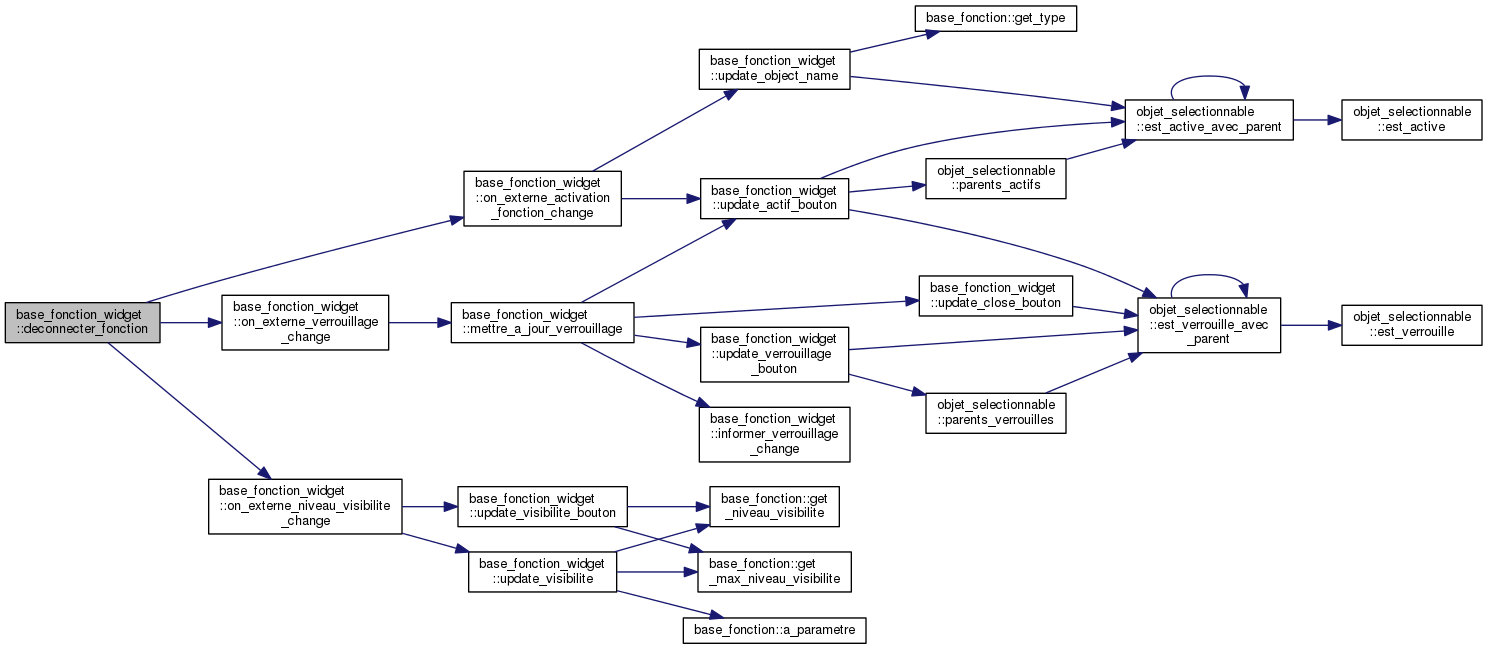 base_fonction::get_type
base_fonction_widget
::update_object_name
objet_selectionnable
::est_active_avec_parent
objet_selectionnable
::est_active
objet_selectionnable
::parents_actifs
base_fonction_widget
::on_externe_activation
_fonction_change
base_fonction_widget
::update_actif_bouton
base_fonction_widget
::deconnecter_fonction
base_fonction_widget
::on_externe_verrouillage
_change
base_fonction_widget
::mettre_a_jour_verrouillage
base_fonction_widget
::update_close_bouton
objet_selectionnable
::est_verrouille_avec
_parent
objet_selectionnable
::est_verrouille
base_fonction_widget
::update_verrouillage
_bouton
objet_selectionnable
::parents_verrouilles
base_fonction_widget
::informer_verrouillage
_change
base_fonction_widget
::on_externe_niveau_visibilite
_change
base_fonction_widget
::update_visibilite_bouton
base_fonction::get
_niveau_visibilite
base_fonction_widget
::update_visibilite
base_fonction::get
_max_niveau_visibilite
base_fonction::a_parametre